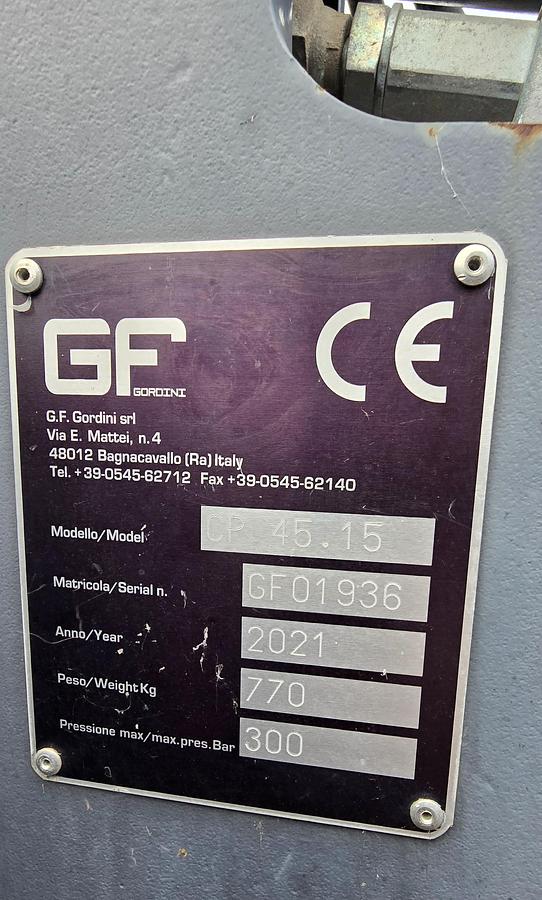 GF CE
GORDINI
G.F. Gordini srl
Via E. Mattei, n.4
48012 Bagnacavallo (Ra) Italy
Tel. +39-0545-62712 Fax +39-0545-62140
Modello/Model CP 45.15
Matricola/Serial n. GF01936
Anno/Year 2021
Peso/Weight Kg 770
Pressione max/max.pres.Bar 300